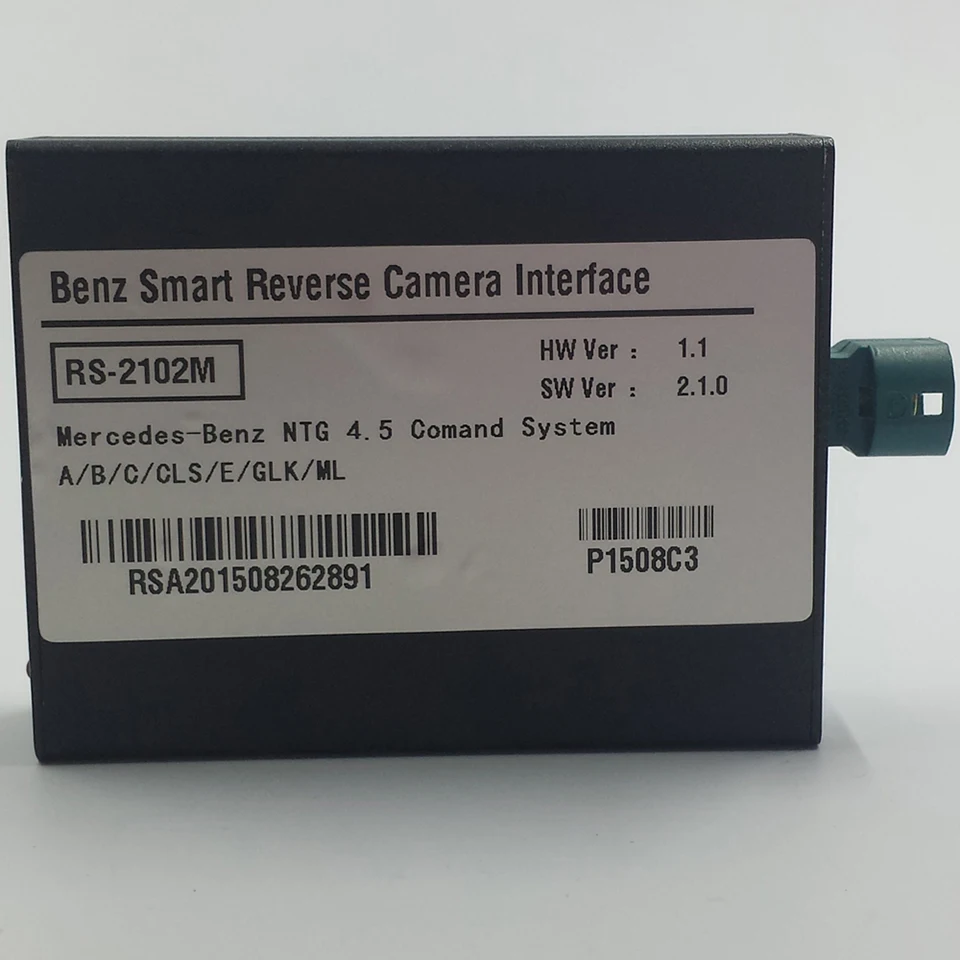 Benz Smart Reverse Camera Interface
RS-2102M
HW Ver : 1.1
SW Ver : 2.1.0
Mercedes-Benz NTG 4.5 Comand System
A/B/C/CLS/E/GLK/ML
RSA201508262891
P1508C3